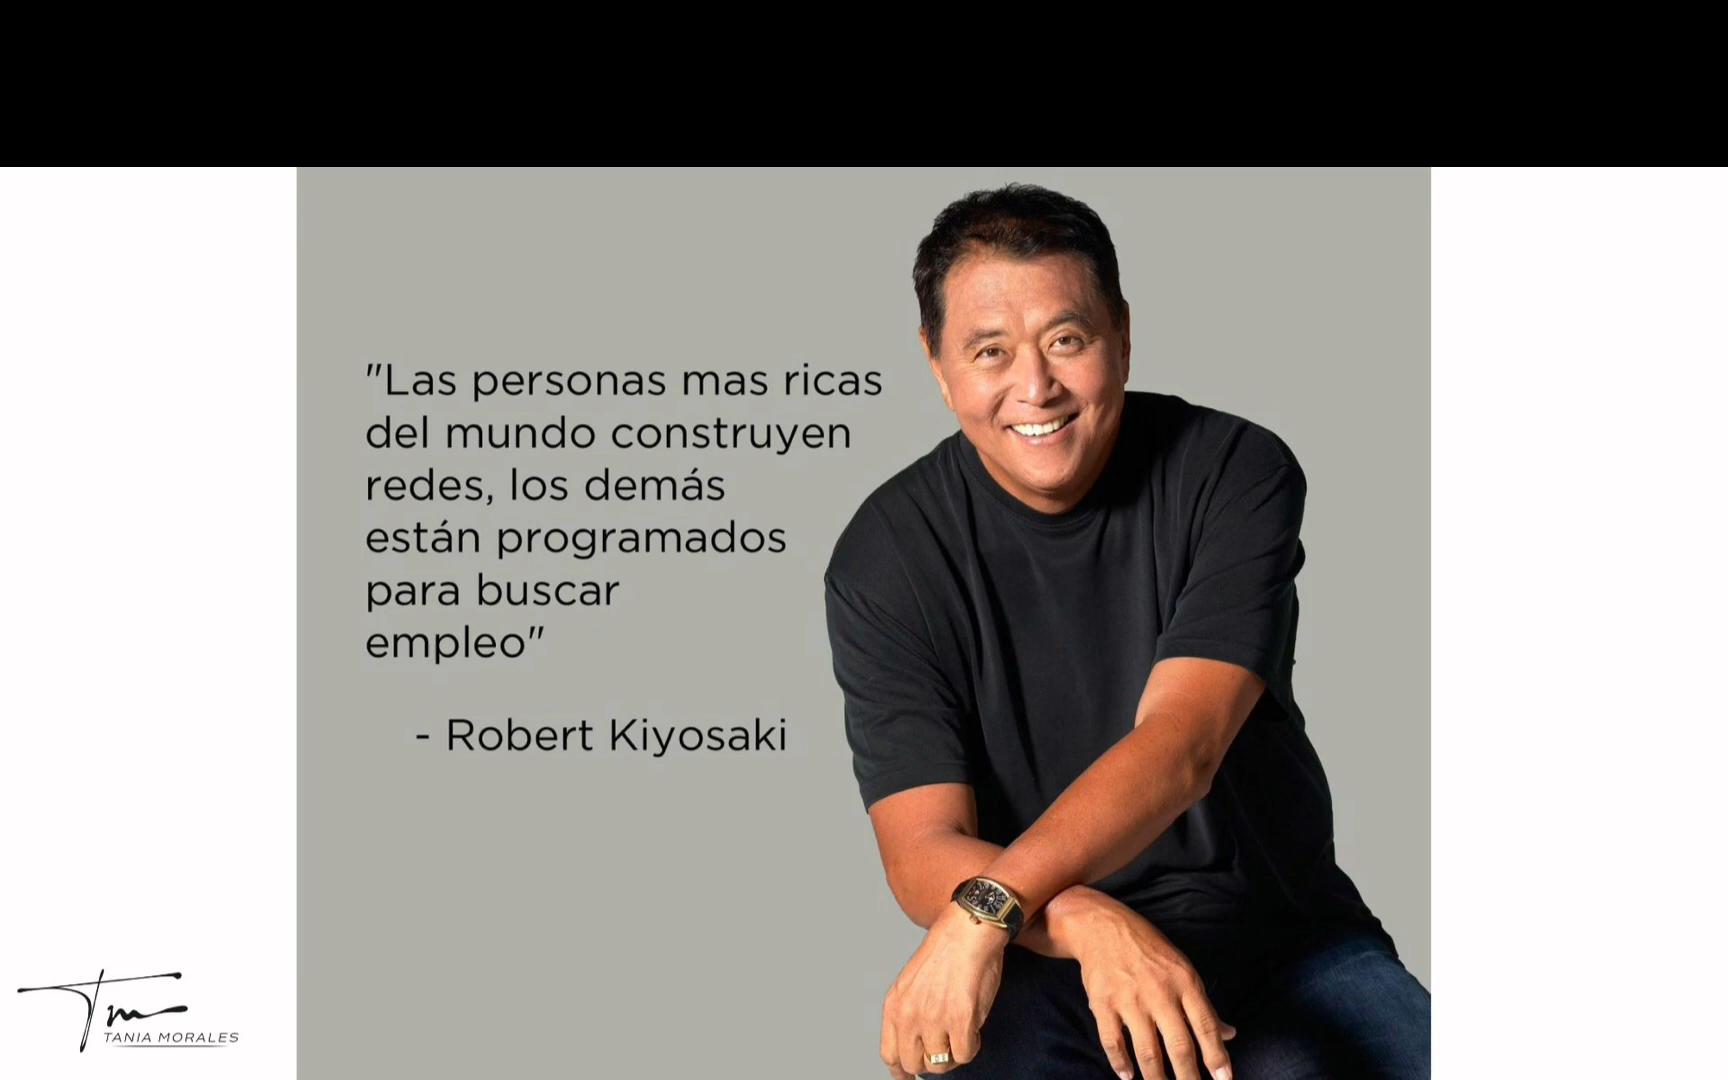 "Las personas mas ricas
del mundo construyen
redes, los demás
están programados
para buscar
empleo"
- Robert Kiyosaki
Tm
TANIA MORALES